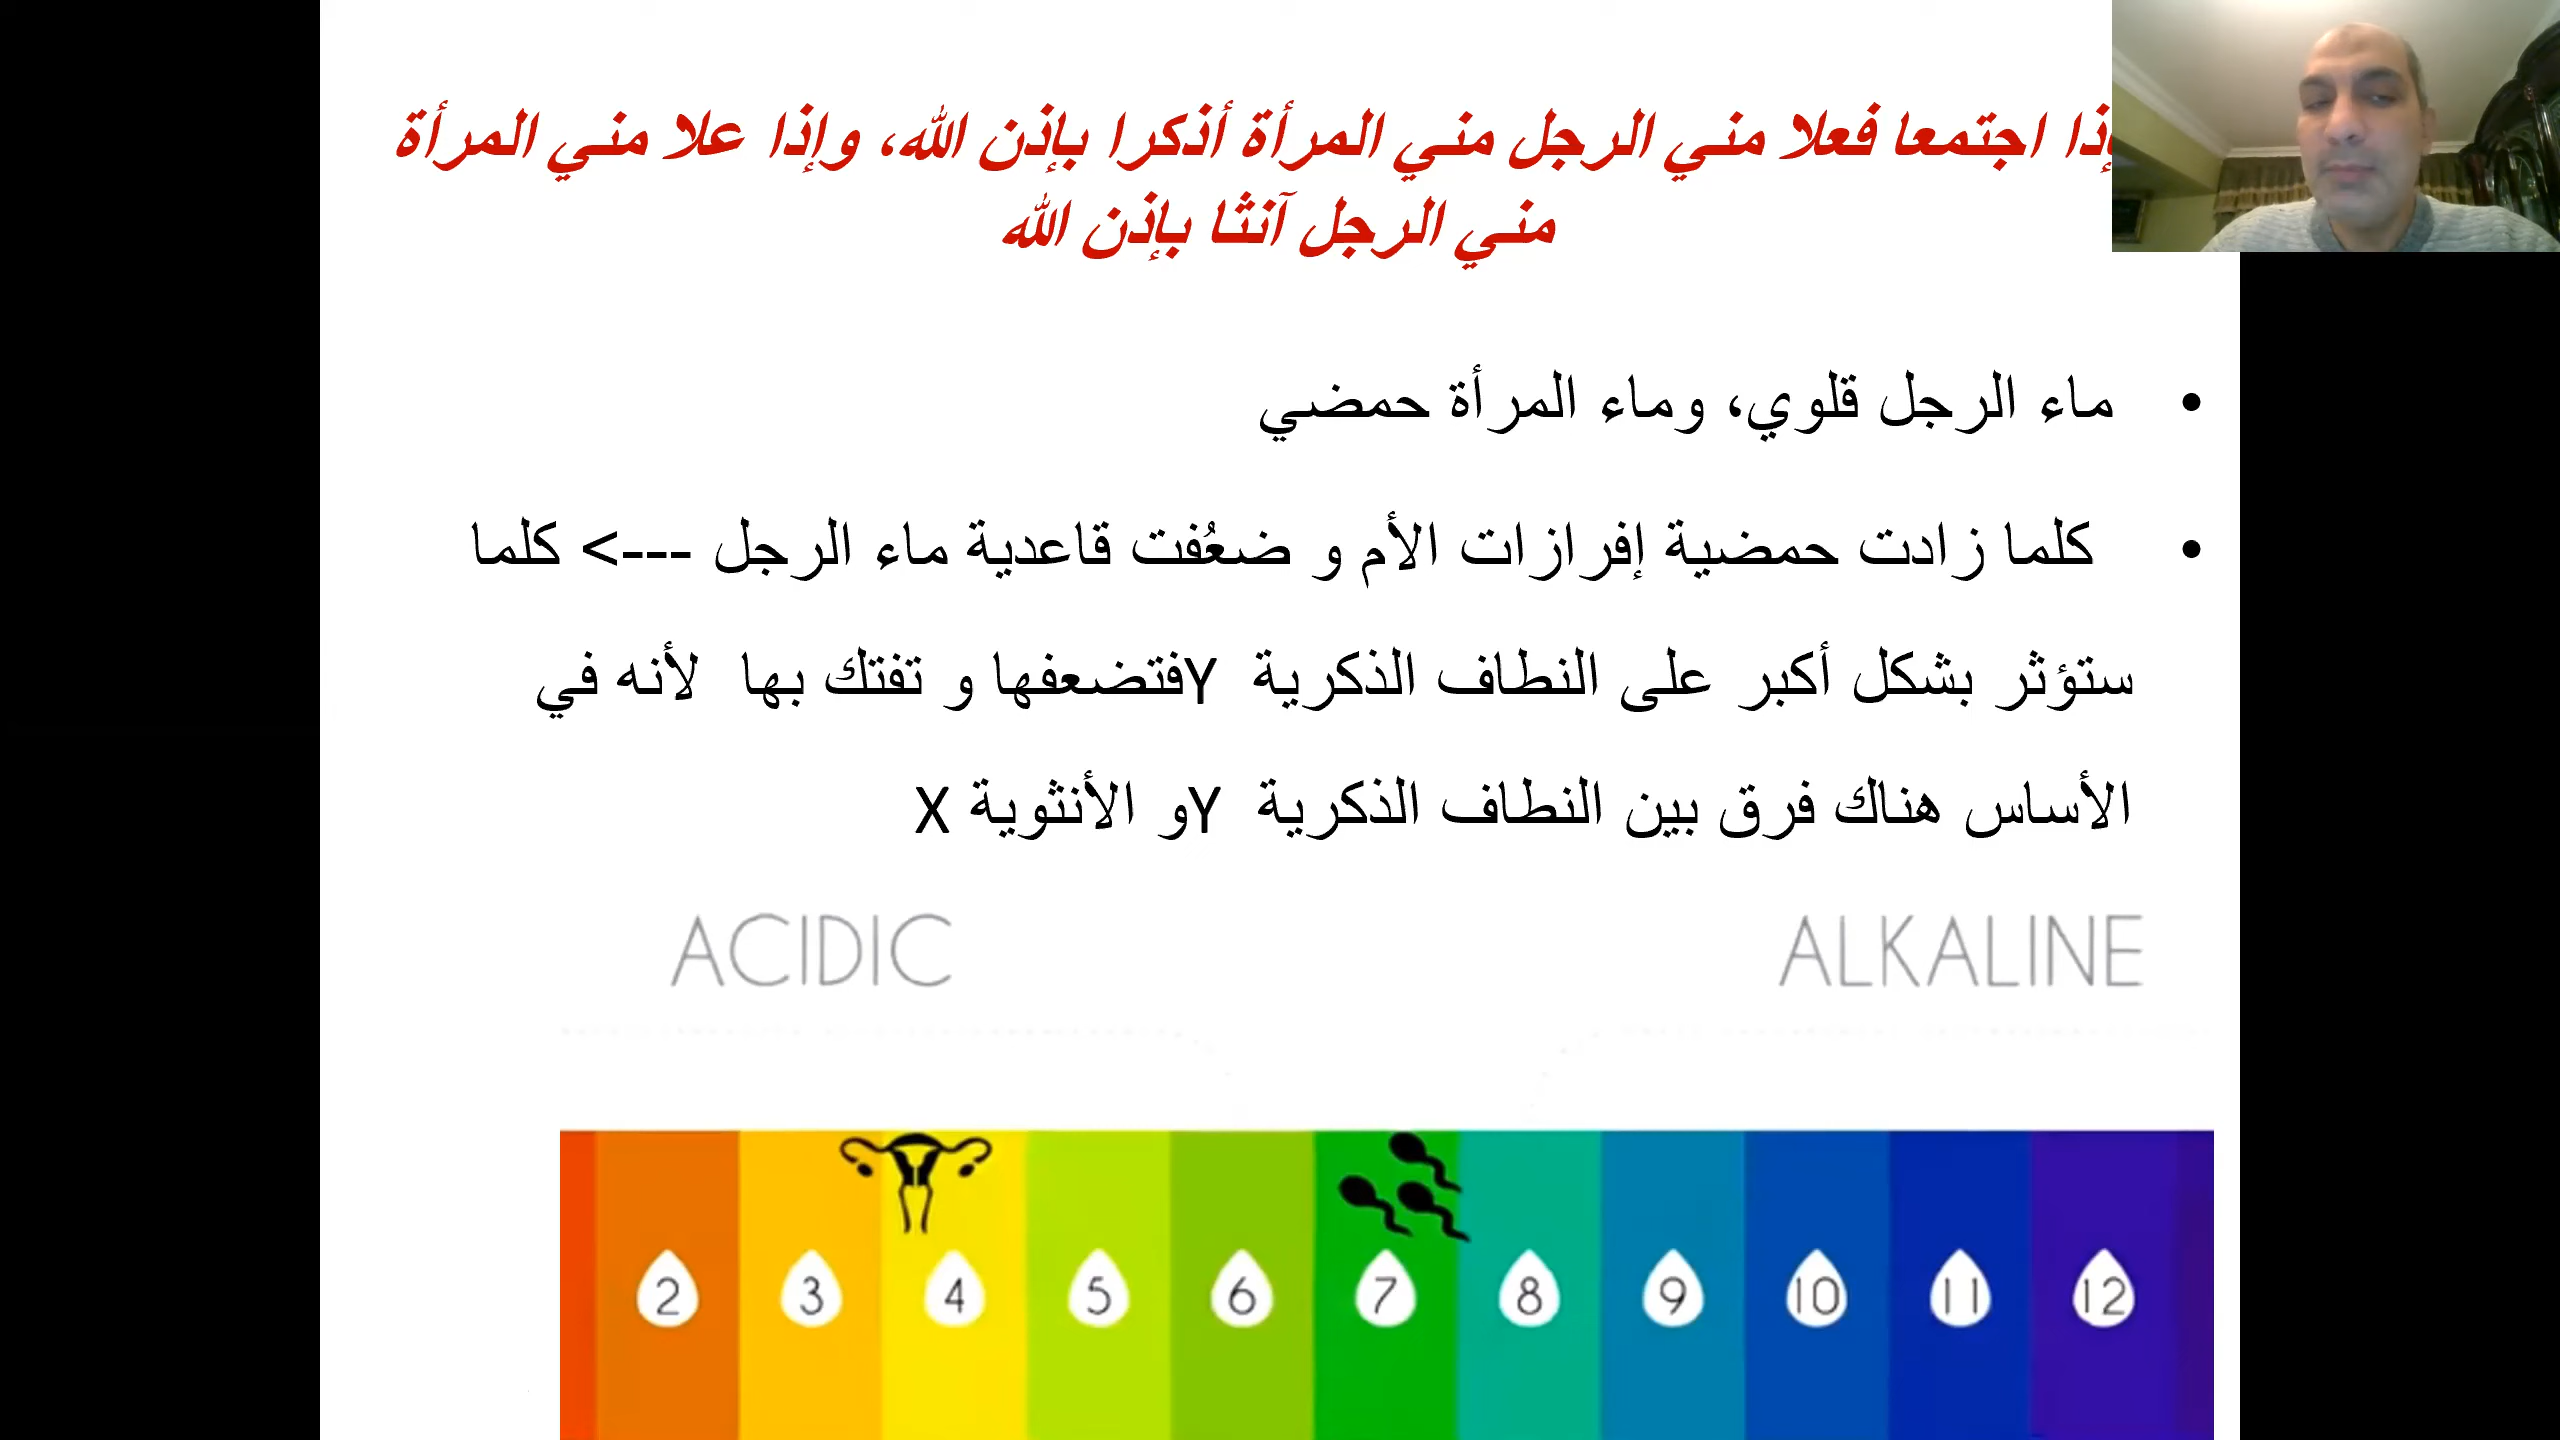 إذا اجتمعا فعلا مني الرجل مني المرأة أذكرا بإذن الله، وإذا علا مني المرأة
مني الرجل آنثا بإذن الله
• ماء الرجل قلوي، وماء المرأة حمضي
• كلما زادت حمضية إفرازات الأم و ضعُفت قاعدية ماء الرجل ---> كلما
ستؤثر بشكل أكبر على النطاف الذكرية Yفتضعفها و تفتك بها لأنه في
الأساس هناك فرق بين النطاف الذكرية Yو الأنثوية X
ACIDIC ALKALINE
2 3 4 5 6 7 8 9 10 11 12